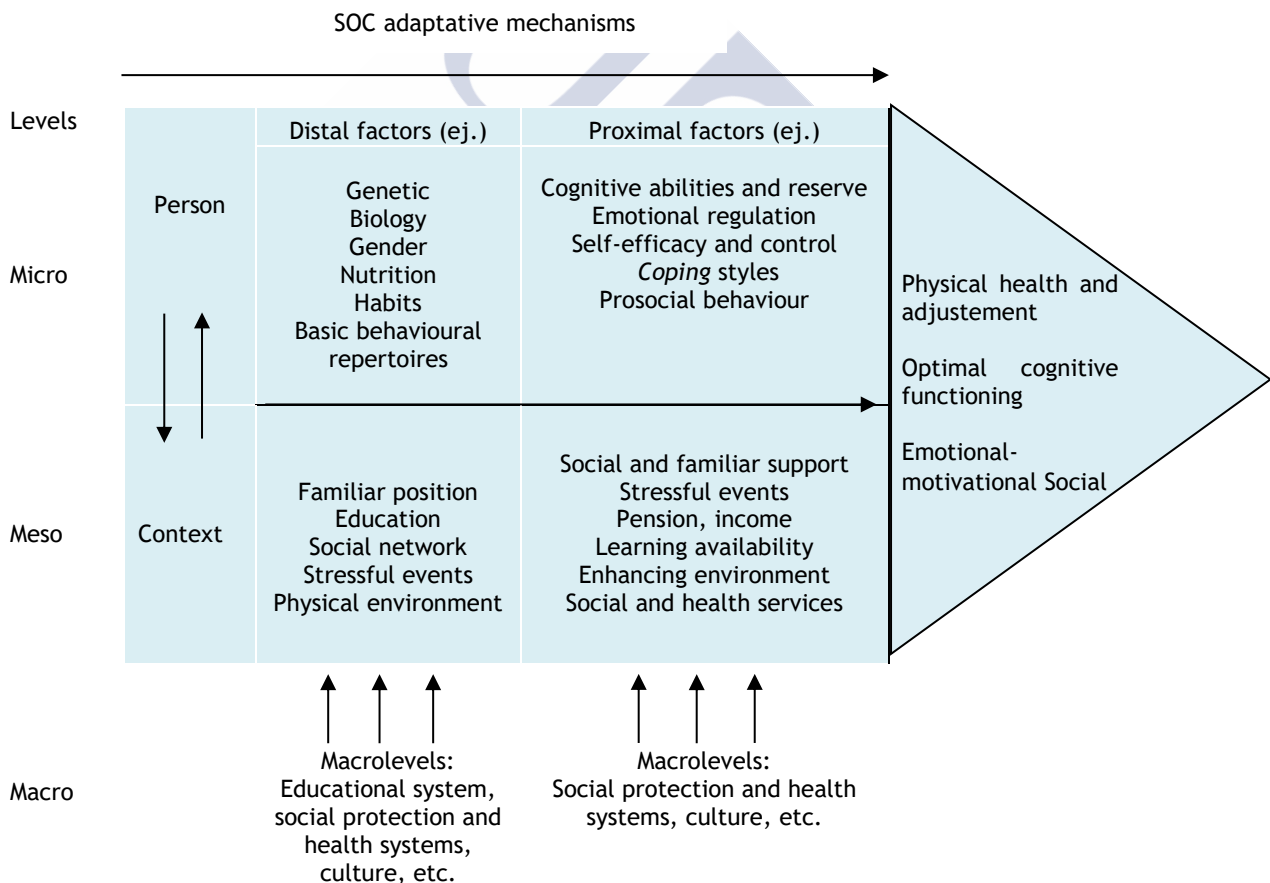 SOC adaptative mechanisms
Levels
Distal factors (ej.)
Proximal factors (ej.)
Micro
Person
Genetic
Biology
Gender
Nutrition
Habits
Basic behavioural
repertoires
Cognitive abilities and reserve
Emotional regulation
Self-efficacy and control
Coping styles
Prosocial behaviour
Meso
Context
Familiar position
Education
Social network
Stressful events
Physical environment
Social and familiar support
Stressful events
Pension, income
Learning availability
Enhancing environment
Social and health services
Physical health and
adjustement
Optimal cognitive
functioning
Emotional-
motivational Social
Macro
Macrolevels:
Educational system,
social protection and
health systems,
culture, etc.
Macrolevels:
Social protection and health
systems, culture, etc.